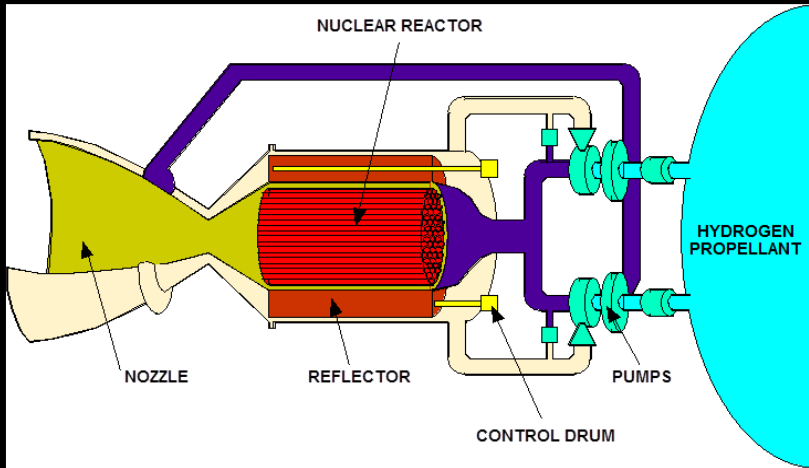 NUCLEAR REACTOR
HYDROGEN
PROPELLANT
NOZZLE
REFLECTOR
PUMPS
CONTROL DRUM